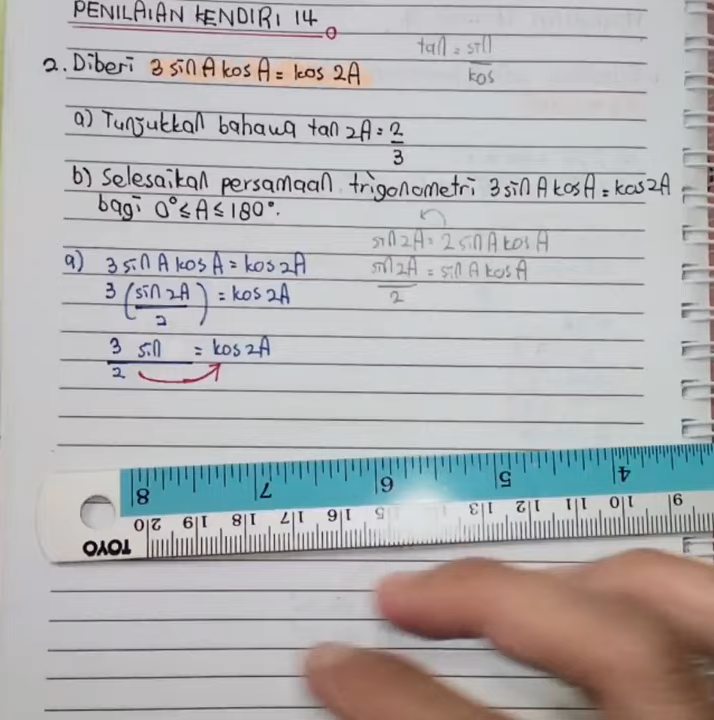 PENILAIAN KENDIRI 14
tan = sin
kos
2. Diberi 3 sin A kos A = kos 2A
a) Tunjukkan bahawa tan 2A = 2
3
b) Selesaikan persamaan trigonometri 3 sin A kos A = kos 2A
bagi 0° ≤ A ≤ 180°.
sin 2A = 2 sin A kos A
sin 2A = sin A kos A
2
a) 3 sin A kos A = kos 2A
3 (sin 2A) = kos 2A
2
3 sin = kos 2A
2
8 7 6 5 4
20 19 18 17 16 15 13 12 11 10 9
TOYO